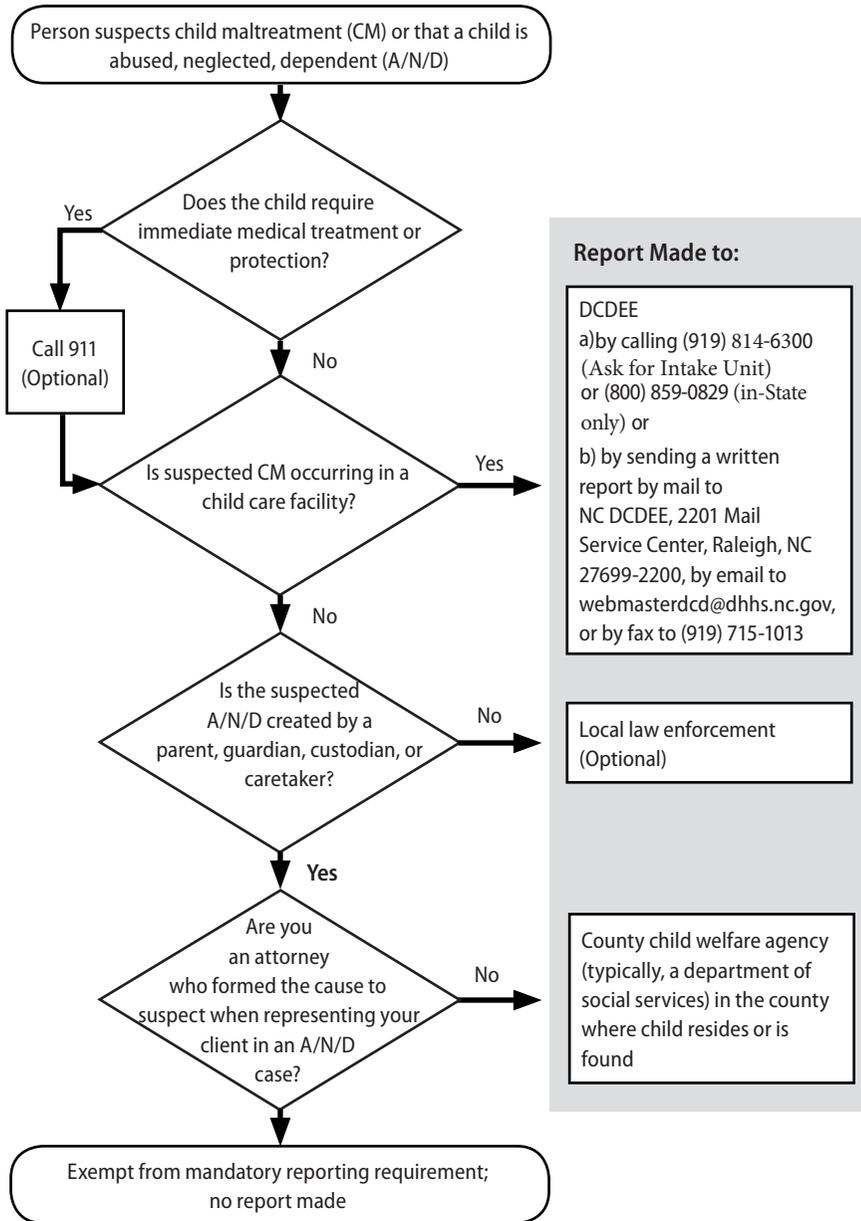 Person suspects child maltreatment (CM) or that a child is
abused, neglected, dependent (A/N/D)
Does the child require
immediate medical treatment or
protection?
Yes
Call 911
(Optional)
No
Is suspected CM occurring in a
child care facility?
Yes
No
Is the suspected
A/N/D created by a
parent, guardian, custodian, or
caretaker?
No
Yes
Are you
an attorney
who formed the cause to
suspect when representing your
client in an A/N/D
case?
No
Exempt from mandatory reporting requirement;
no report made
Report Made to:
DCDEE
a)by calling (919) 814-6300
(Ask for Intake Unit)
or (800) 859-0829 (in-State
only) or
b) by sending a written
report by mail to
NC DCDEE, 2201 Mail
Service Center, Raleigh, NC
27699-2200, by email to
webmasterdcd@dhhs.nc.gov,
or by fax to (919) 715-1013
Local law enforcement
(Optional)
County child welfare agency
(typically, a department of
social services) in the county
where child resides or is
found